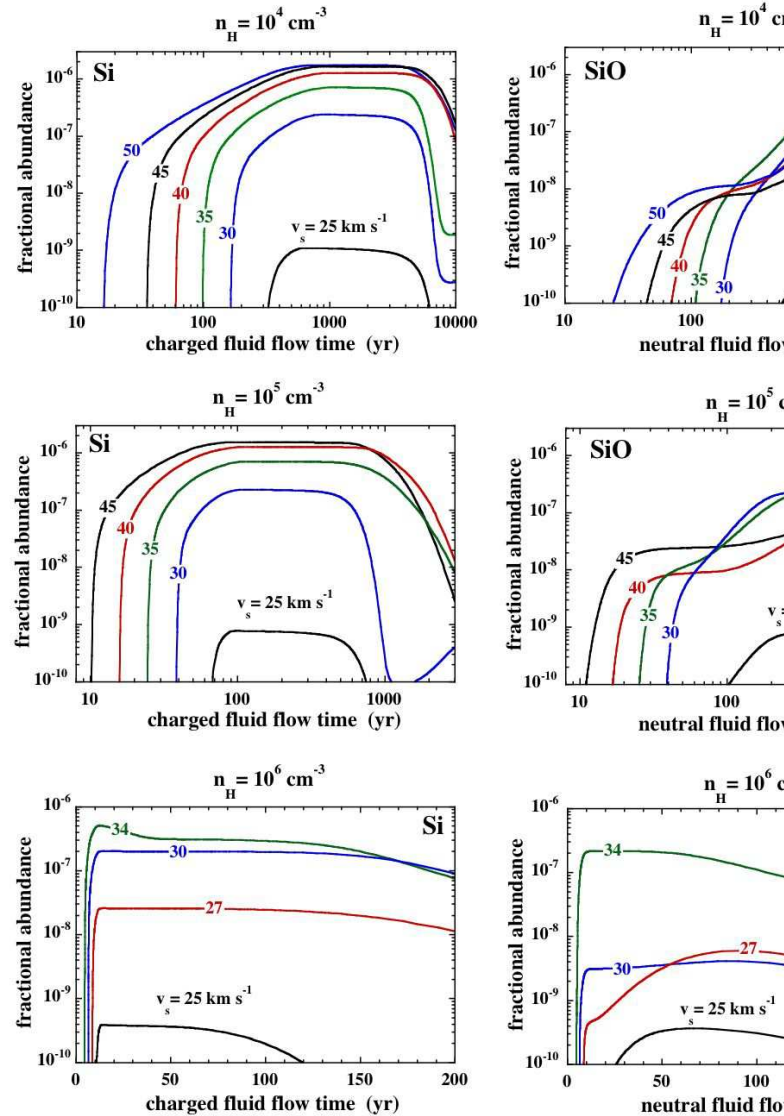 n_H = 10^4 cm^-3
Si
fractional abundance
10^-6
10^-7
10^-8
10^-9
10^-10
50
45
40
35
30
v_s = 25 km s^-1
10
100
1000
10000
charged fluid flow time (yr)
n_H = 10^4 cm
SiO
fractional abundance
10^-6
10^-7
10^-8
10^-9
10^-10
50
45
40
35
30
10
100
neutral fluid flow
n_H = 10^5 cm^-3
Si
fractional abundance
10^-6
10^-7
10^-8
10^-9
10^-10
45
40
35
30
v_s = 25 km s^-1
10
100
1000
charged fluid flow time (yr)
n_H = 10^5 c
SiO
fractional abundance
10^-6
10^-7
10^-8
10^-9
10^-10
45
40
35
30
v_s =
10
100
neutral fluid flow
n_H = 10^6 cm^-3
Si
fractional abundance
10^-6
10^-7
10^-8
10^-9
10^-10
34
30
27
v_s = 25 km s^-1
0
50
100
150
200
charged fluid flow time (yr)
n_H = 10^6 c
fractional abundance
10^-6
10^-7
10^-8
10^-9
10^-10
34
27
30
v_s = 25 km s^-1
0
50
100
neutral fluid flow